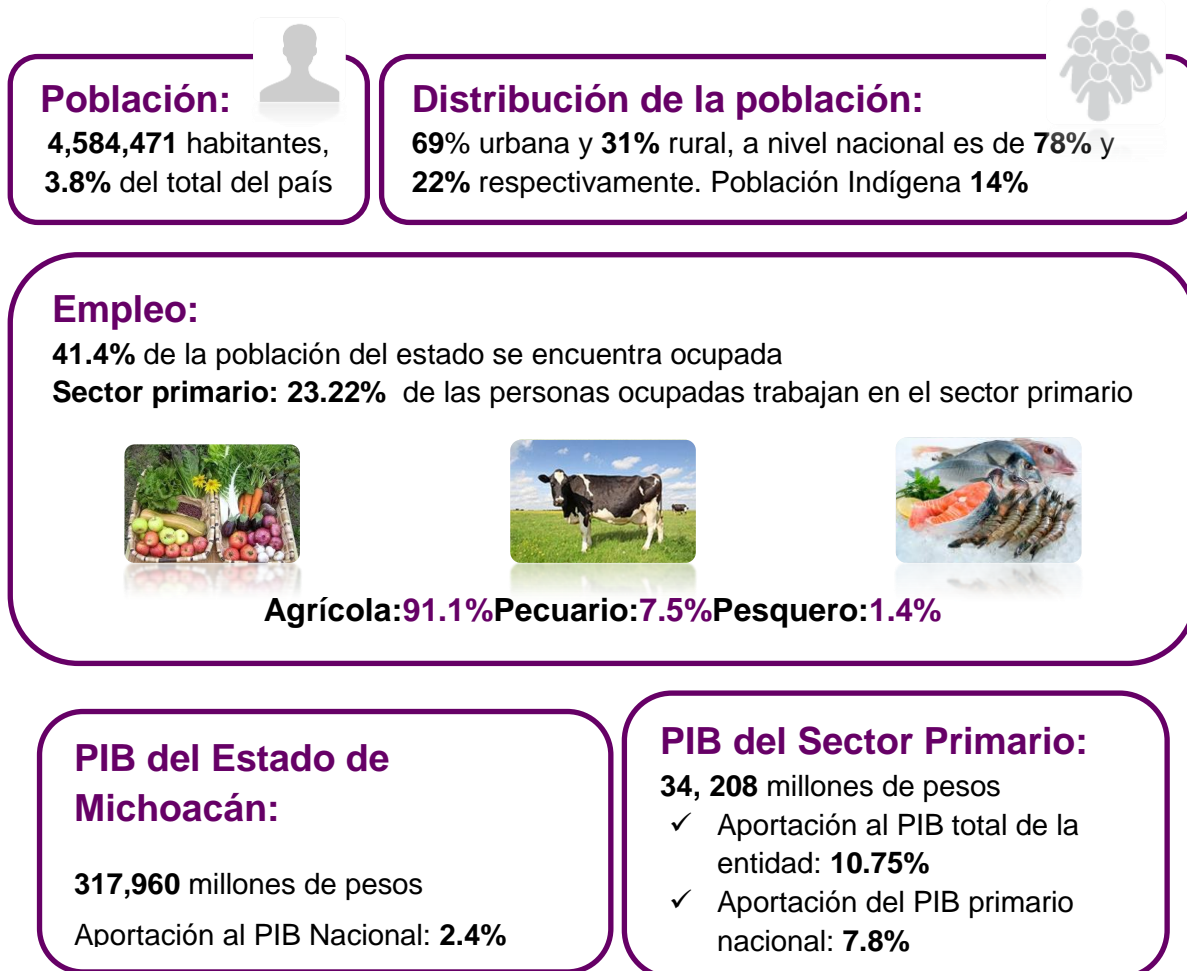 Población:
4,584,471 habitantes,
3.8% del total del país
Distribución de la población:
69% urbana y 31% rural, a nivel nacional es de 78% y
22% respectivamente. Población Indígena 14%
Empleo:
41.4% de la población del estado se encuentra ocupada
Sector primario: 23.22% de las personas ocupadas trabajan en el sector primario
Agrícola:91.1%Pecuario:7.5%Pesquero:1.4%
PIB del Estado de
Michoacán:
317,960 millones de pesos
Aportación al PIB Nacional: 2.4%
PIB del Sector Primario:
34, 208 millones de pesos
✓ Aportación al PIB total de la
entidad: 10.75%
✓ Aportación del PIB primario
nacional: 7.8%